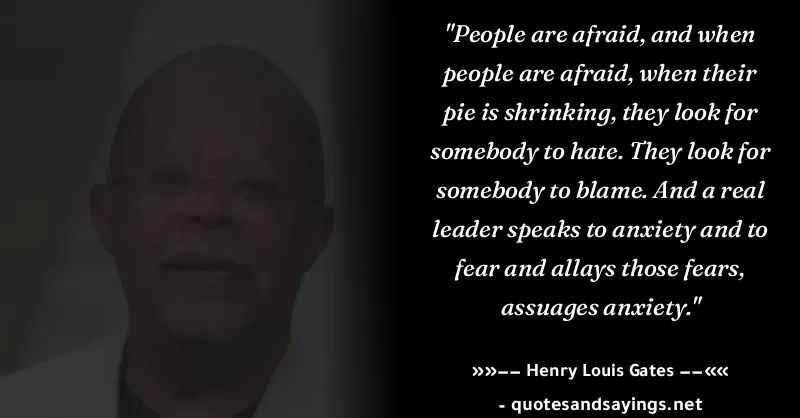 "People are afraid, and when
people are afraid, when their
pie is shrinking, they look for
somebody to hate. They look for
somebody to blame. And a real
leader speaks to anxiety and to
fear and allays those fears,
assuages anxiety."
»»−− Henry Louis Gates −−««
- quotesandsayings.net